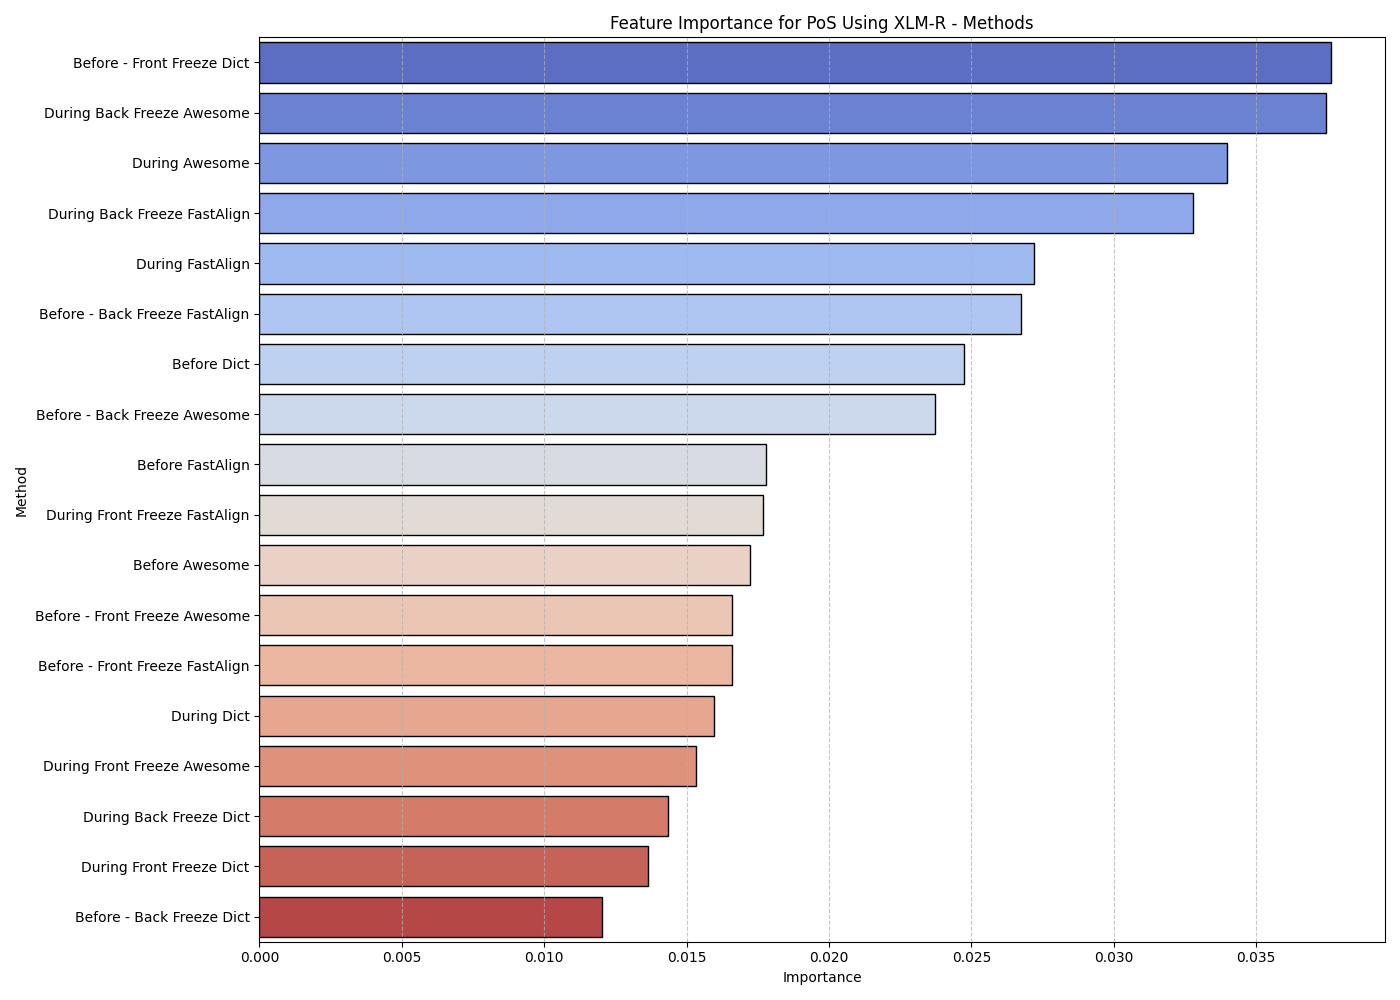 Feature Importance for PoS Using XLM-R - Methods
Before - Front Freeze Dict
During Back Freeze Awesome
During Awesome
During Back Freeze FastAlign
During FastAlign
Before - Back Freeze FastAlign
Before Dict
Before - Back Freeze Awesome
Before FastAlign
During Front Freeze FastAlign
Before Awesome
Before - Front Freeze Awesome
Before - Front Freeze FastAlign
During Dict
During Front Freeze Awesome
During Back Freeze Dict
During Front Freeze Dict
Before - Back Freeze Dict
Method
0.000 0.005 0.010 0.015 0.020 0.025 0.030 0.035
Importance